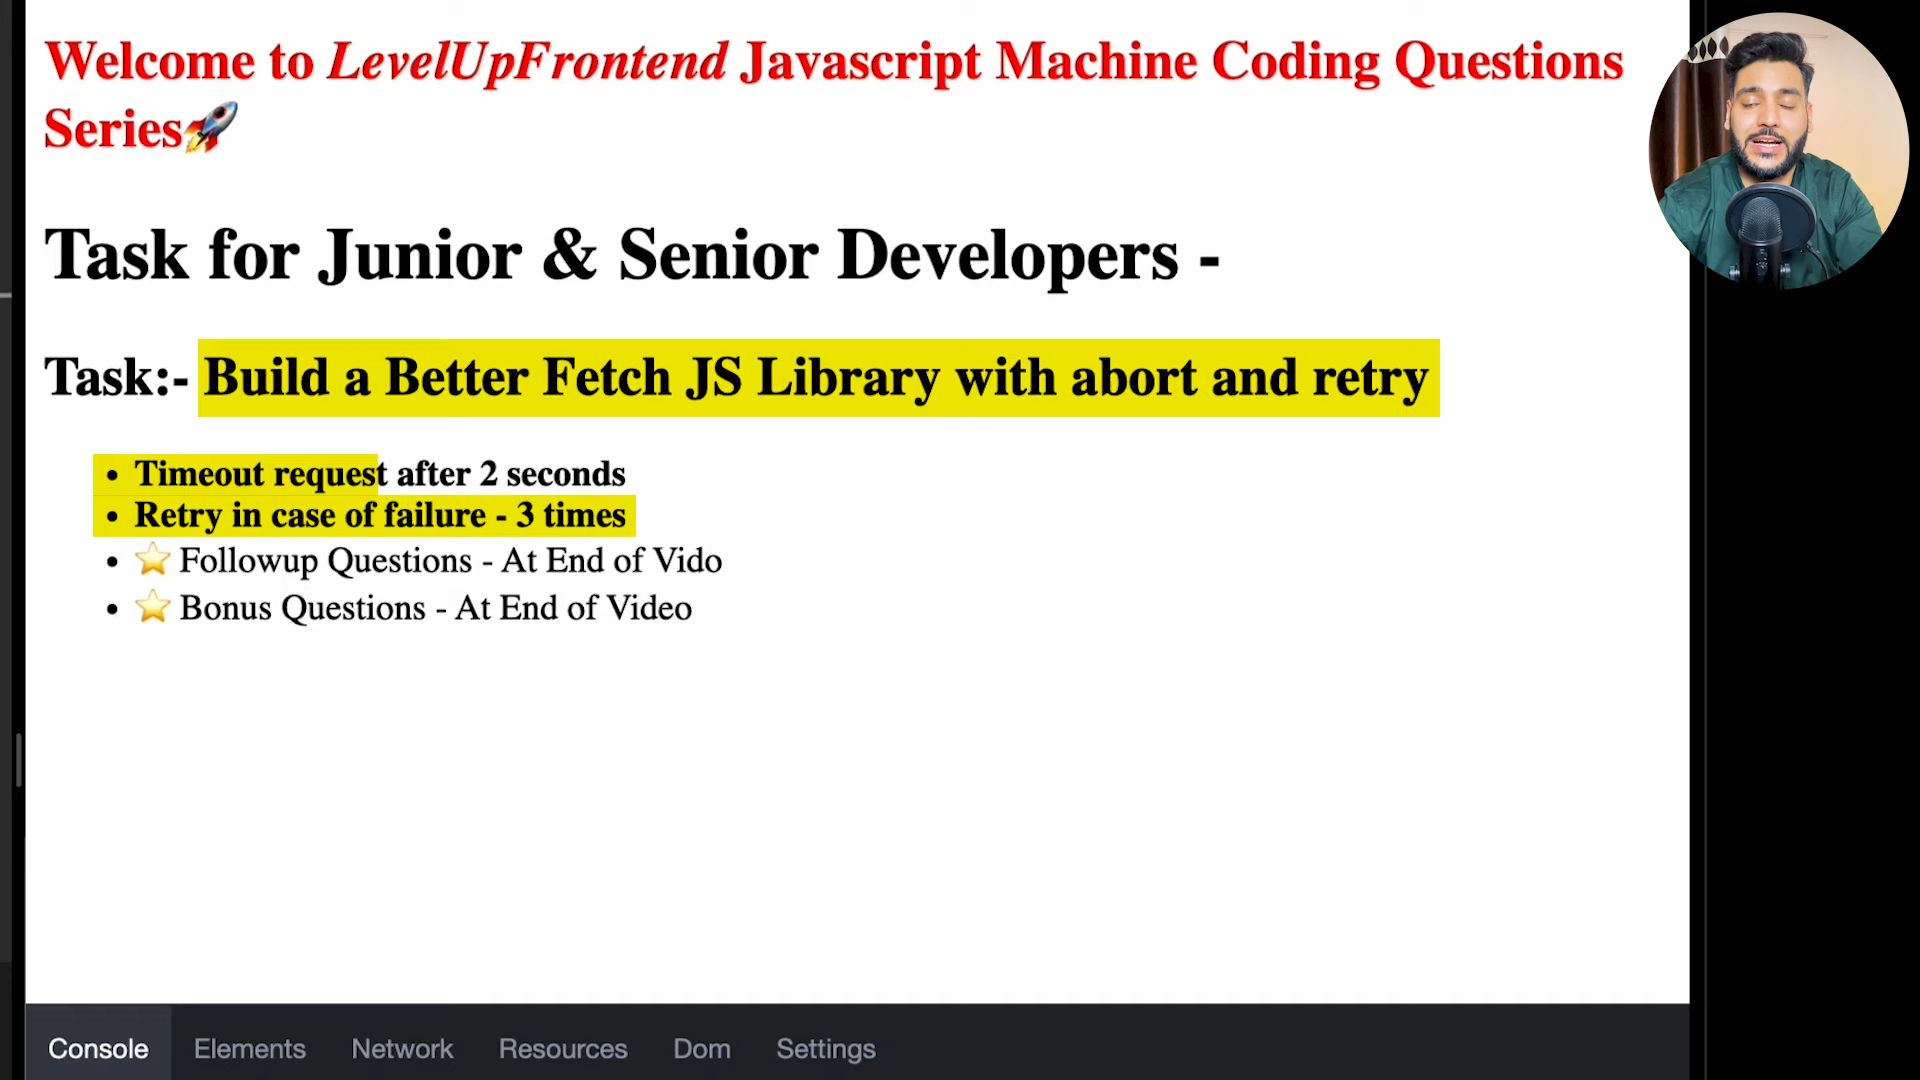 Welcome to LevelUpFrontend Javascript Machine Coding Questions
Series🚀
Task for Junior & Senior Developers -
Task:- Build a Better Fetch JS Library with abort and retry
• Timeout request after 2 seconds
• Retry in case of failure - 3 times
• ⭐ Followup Questions - At End of Vido
• ⭐ Bonus Questions - At End of Video
Console Elements Network Resources Dom Settings